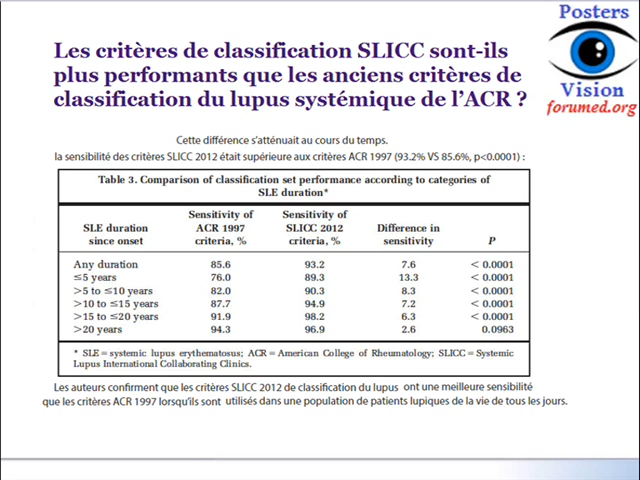 Posters
Vision
forumed.org
Les critères de classification SLICC sont-ils
plus performants que les anciens critères de
classification du lupus systémique de l'ACR ?
Cette différence s'atténuait au cours du temps.
la sensibilité des critères SLICC 2012 était supérieure aux critères ACR 1997 (93.2% VS 85.6%, p<0.0001) :
Table 3. Comparison of classification set performance according to categories of
SLE duration*
SLE duration since onset | Sensitivity of ACR 1997 criteria, % | Sensitivity of SLICC 2012 criteria, % | Difference in sensitivity | P
Any duration 85.6 93.2 7.6 < 0.0001
≤5 years 76.0 89.3 13.3 < 0.0001
>5 to ≤10 years 82.0 90.3 8.3 < 0.0001
>10 to ≤15 years 87.7 94.9 7.2 < 0.0001
>15 to ≤20 years 91.9 98.2 6.3 < 0.0001
>20 years 94.3 96.9 2.6 0.0963
* SLE = systemic lupus erythematosus; ACR = American College of Rheumatology; SLICC = Systemic
Lupus International Collaborating Clinics.
Les auteurs confirment que les critères SLICC 2012 de classification du lupus ont une meilleure sensibilité
que les critères ACR 1997 lorsqu'ils sont utilisés dans une population de patients lupiques de la vie de tous les jours.